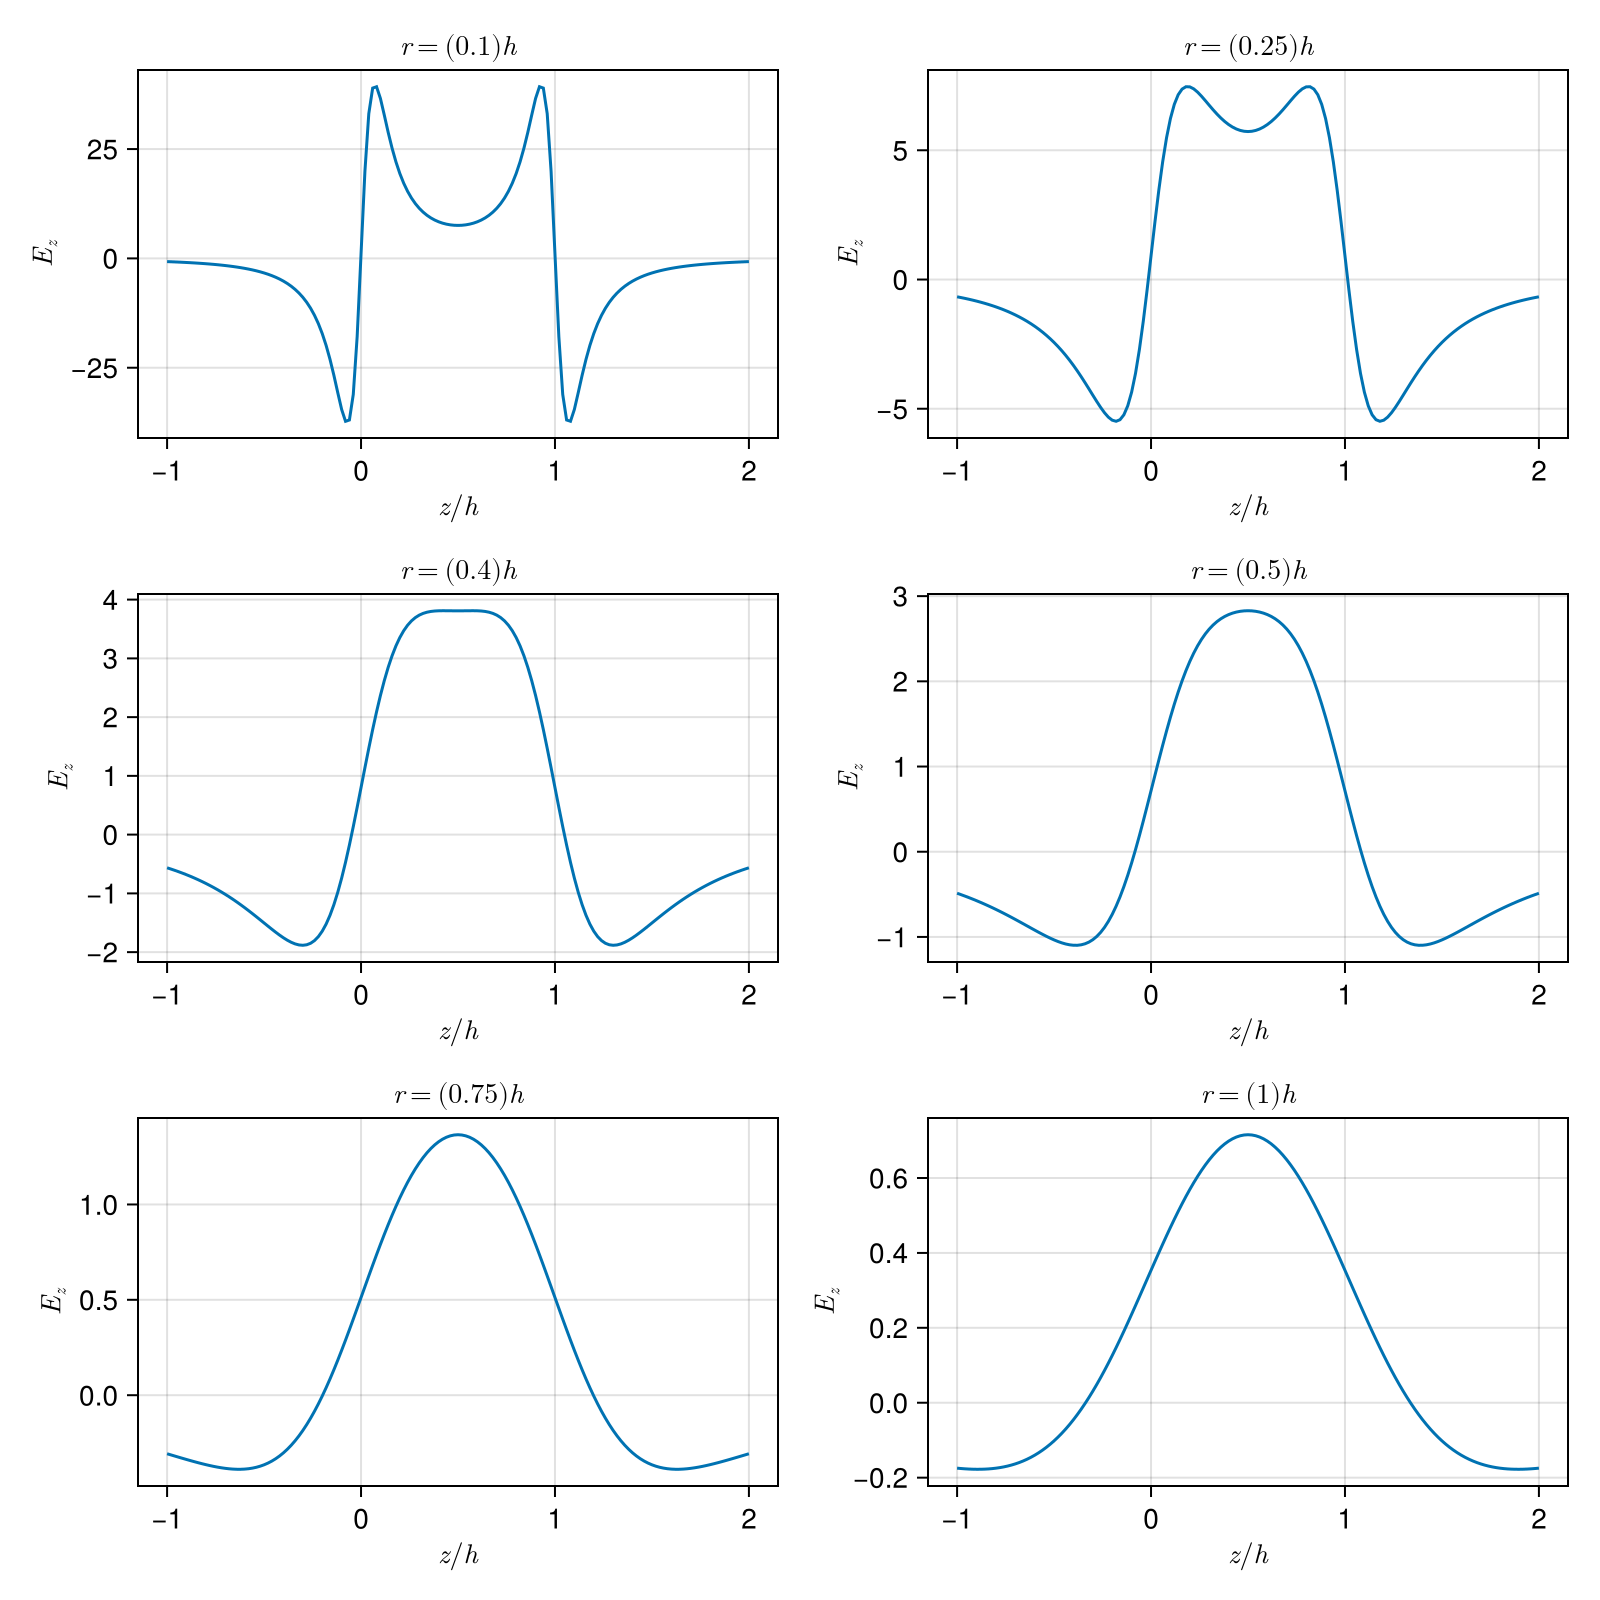 r = (0.1)h
25
0
−25
E_z
−1 0 1 2
z/h
r = (0.25)h
5
0
−5
E_z
−1 0 1 2
z/h
r = (0.4)h
4
3
2
1
0
−1
−2
E_z
−1 0 1 2
z/h
r = (0.5)h
3
2
1
0
−1
E_z
−1 0 1 2
z/h
r = (0.75)h
1.0
0.5
0.0
E_z
−1 0 1 2
z/h
r = (1)h
0.6
0.4
0.2
0.0
−0.2
E_z
−1 0 1 2
z/h